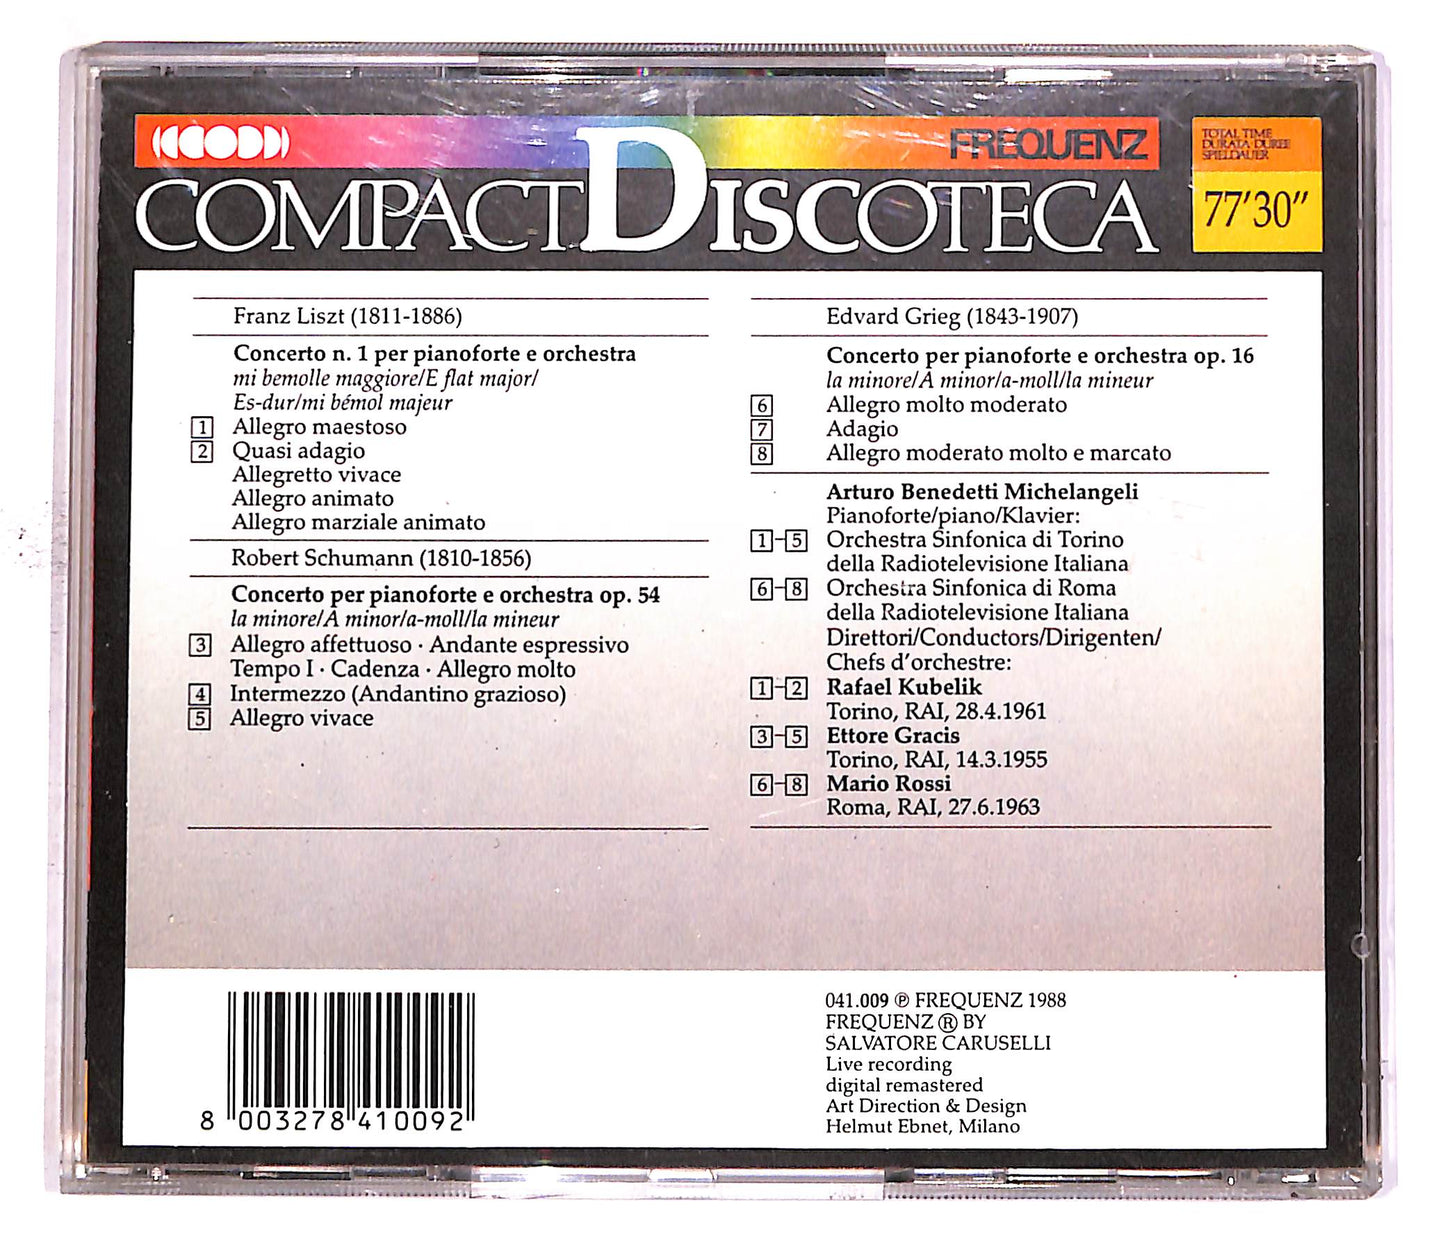 FREQUENZ
COMPACT DISCOTECA
TOTAL TIME
DURATA·DUREE
SPIELDAUER
77'30"
Franz Liszt (1811-1886)
Concerto n. 1 per pianoforte e orchestra
mi bemolle maggiore/E flat major/
Es-dur/mi bémol majeur
1 Allegro maestoso
2 Quasi adagio
Allegretto vivace
Allegro animato
Allegro marziale animato
Robert Schumann (1810-1856)
Concerto per pianoforte e orchestra op. 54
la minore/A minor/a-moll/la mineur
3 Allegro affettuoso · Andante espressivo
Tempo I · Cadenza · Allegro molto
4 Intermezzo (Andantino grazioso)
5 Allegro vivace
Edvard Grieg (1843-1907)
Concerto per pianoforte e orchestra op. 16
la minore/A minor/a-moll/la mineur
6 Allegro molto moderato
7 Adagio
8 Allegro moderato molto e marcato
Arturo Benedetti Michelangeli
Pianoforte/piano/Klavier:
1-5 Orchestra Sinfonica di Torino
della Radiotelevisione Italiana
6-8 Orchestra Sinfonica di Roma
della Radiotelevisione Italiana
Direttori/Conductors/Dirigenten/
Chefs d'orchestre:
1-2 Rafael Kubelik
Torino, RAI, 28.4.1961
3-5 Ettore Gracis
Torino, RAI, 14.3.1955
6-8 Mario Rossi
Roma, RAI, 27.6.1963
8 003278 410092
041.009 ℗ FREQUENZ 1988
FREQUENZ ® BY
SALVATORE CARUSELLI
Live recording
digital remastered
Art Direction & Design
Helmut Ebnet, Milano